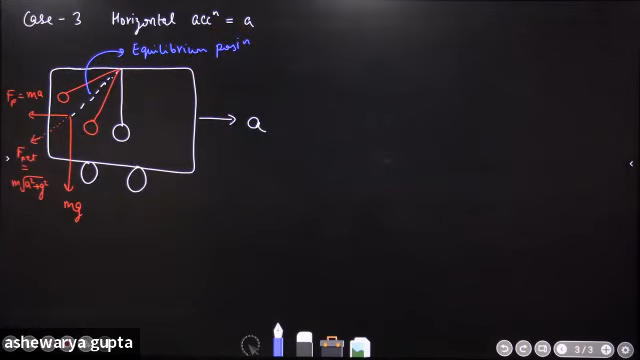 Case - 3 Horizontal accⁿ = a
Equilibrium posiⁿ
Fₚ = ma
a
Fnet
=
m√a²+g²
mg
ashewarya gupta
3 / 3